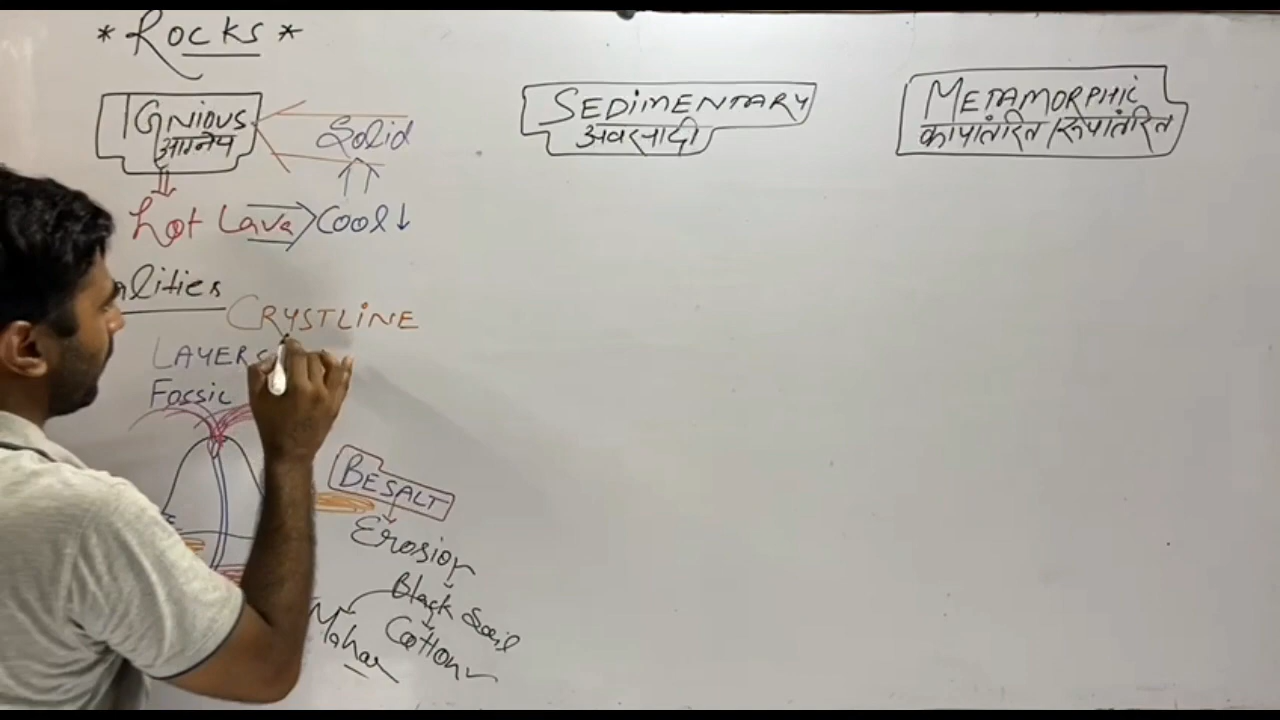 * Rocks *
IGNIOUS
आग्नेय
Solid
Hot Lava Cool ↓
SEDIMENTARY
अवसादी
METAMORPHIC
कायांतरित / रूपांतरित
CRYSTLINE
LAYERS
Fossic
BESALT
Erosion
Black Soil
Cotton